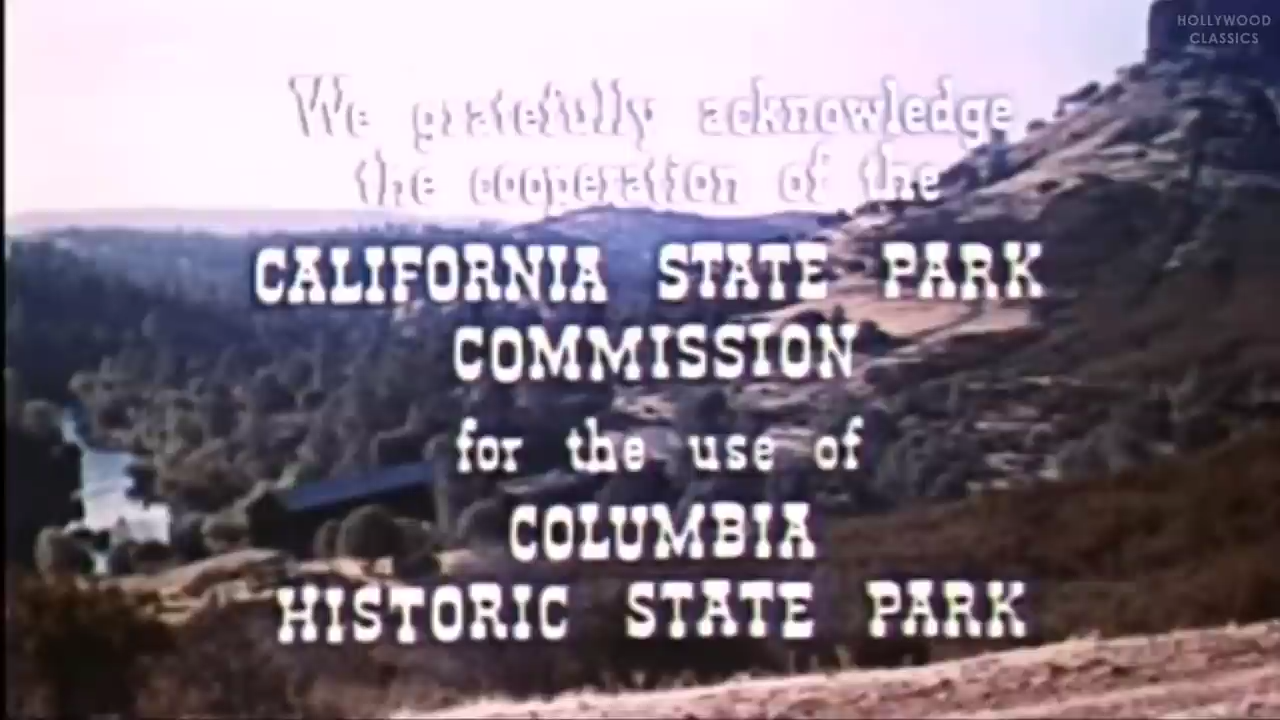 HOLLYWOOD
CLASSICS
We gratefully acknowledge
the cooperation of the
CALIFORNIA STATE PARK
COMMISSION
for the use of
COLUMBIA
HISTORIC STATE PARK